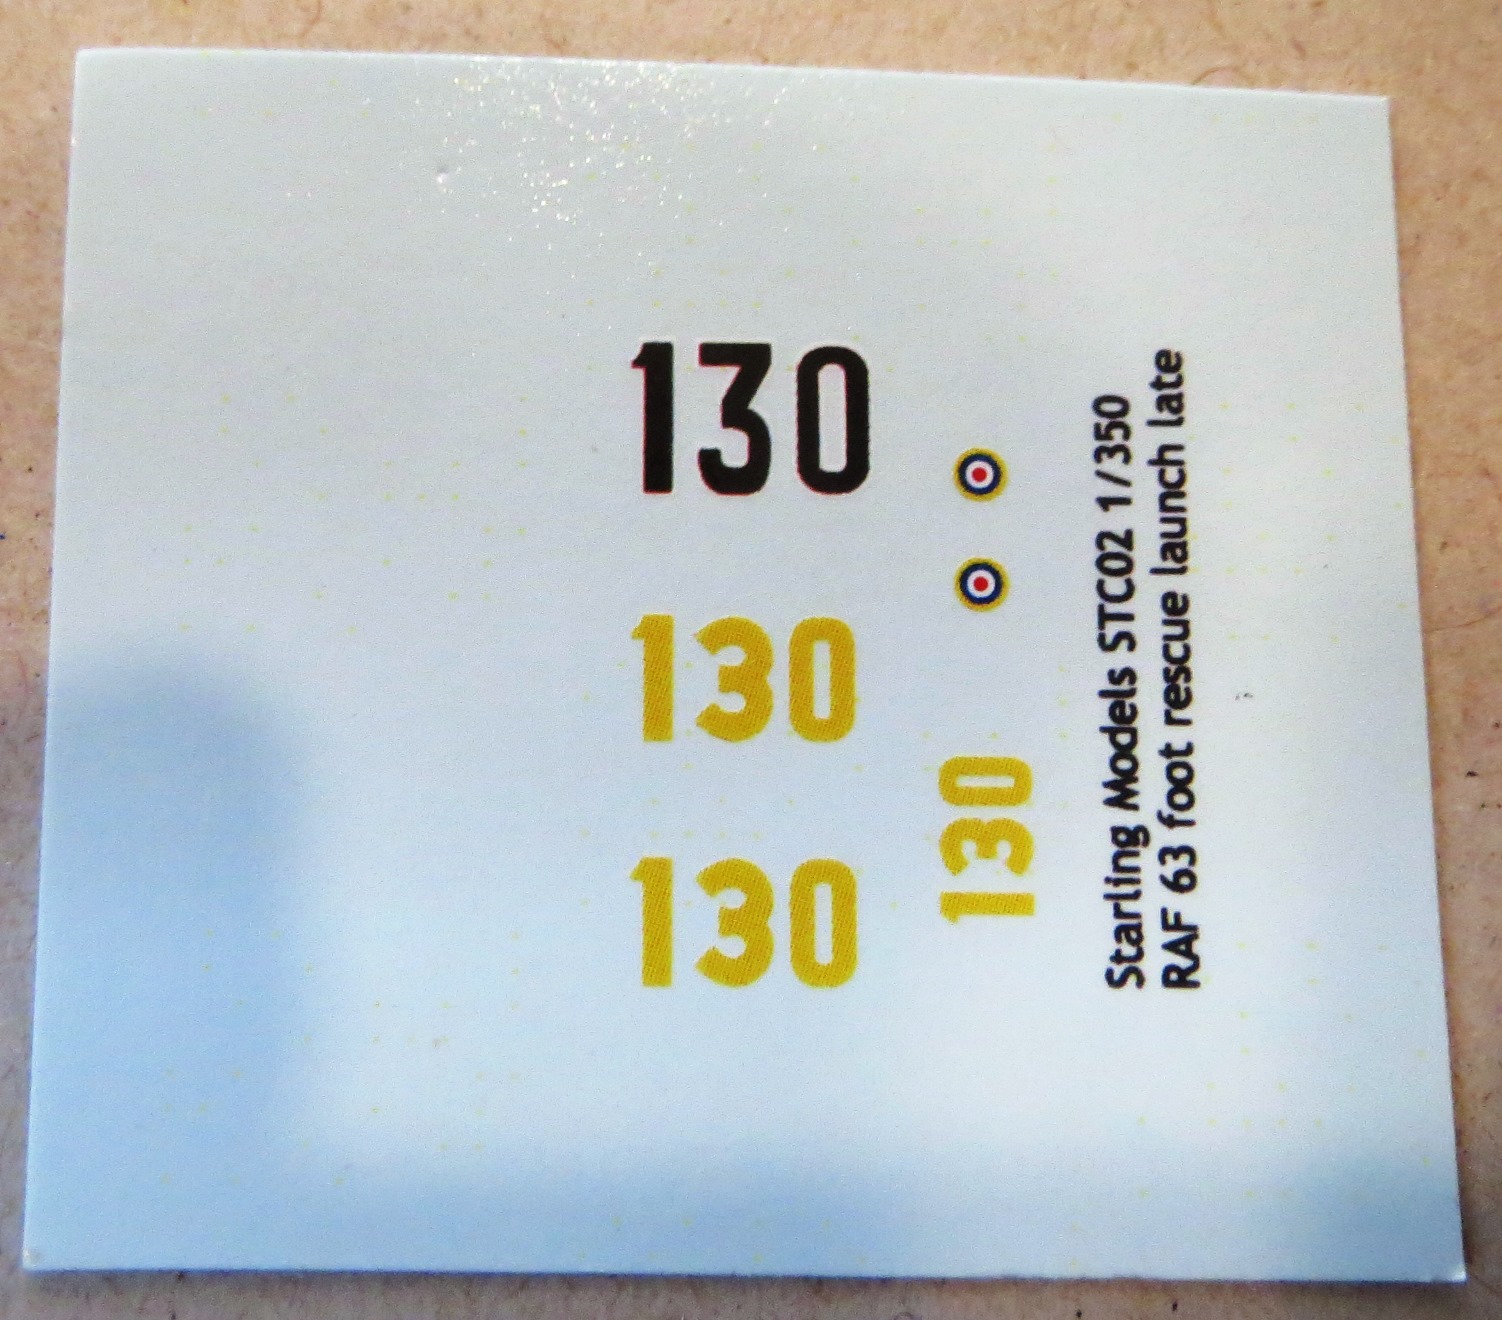 130
130
130
130
Starling Models STC02 1/350
RAF 63 foot rescue launch late